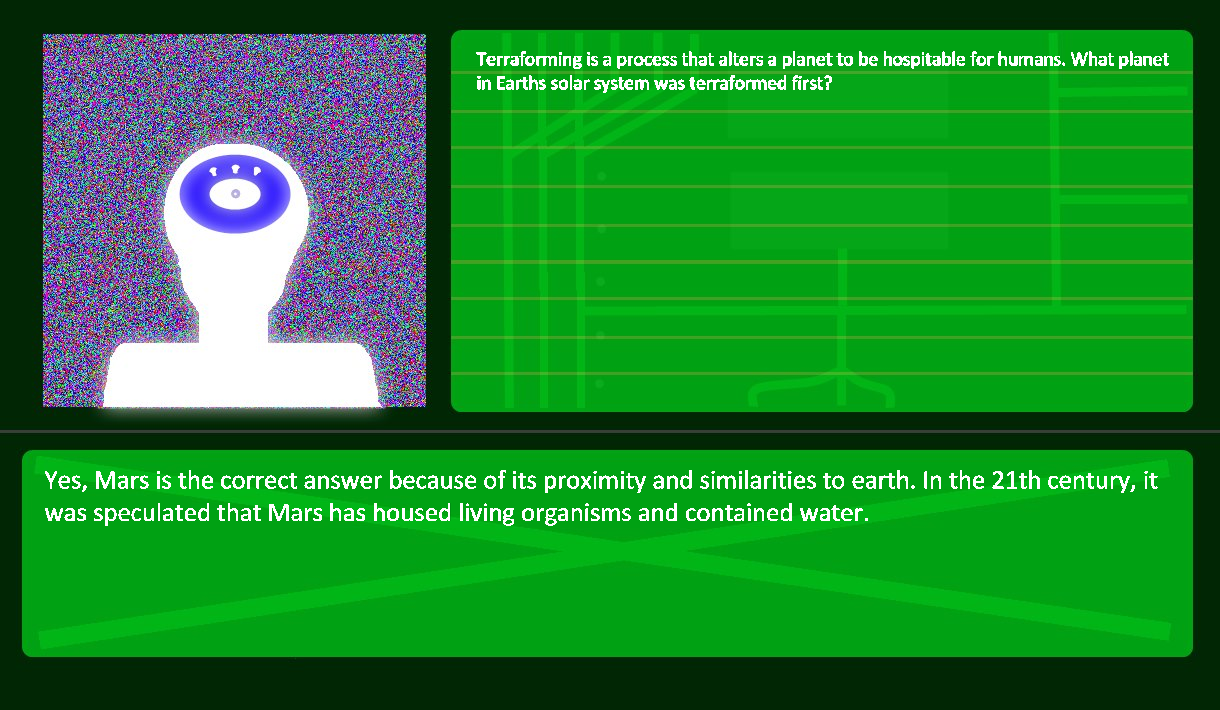 Terraforming is a process that alters a planet to be hospitable for humans. What planet
in Earths solar system was terraformed first?
Yes, Mars is the correct answer because of its proximity and similarities to earth. In the 21th century, it
was speculated that Mars has housed living organisms and contained water.